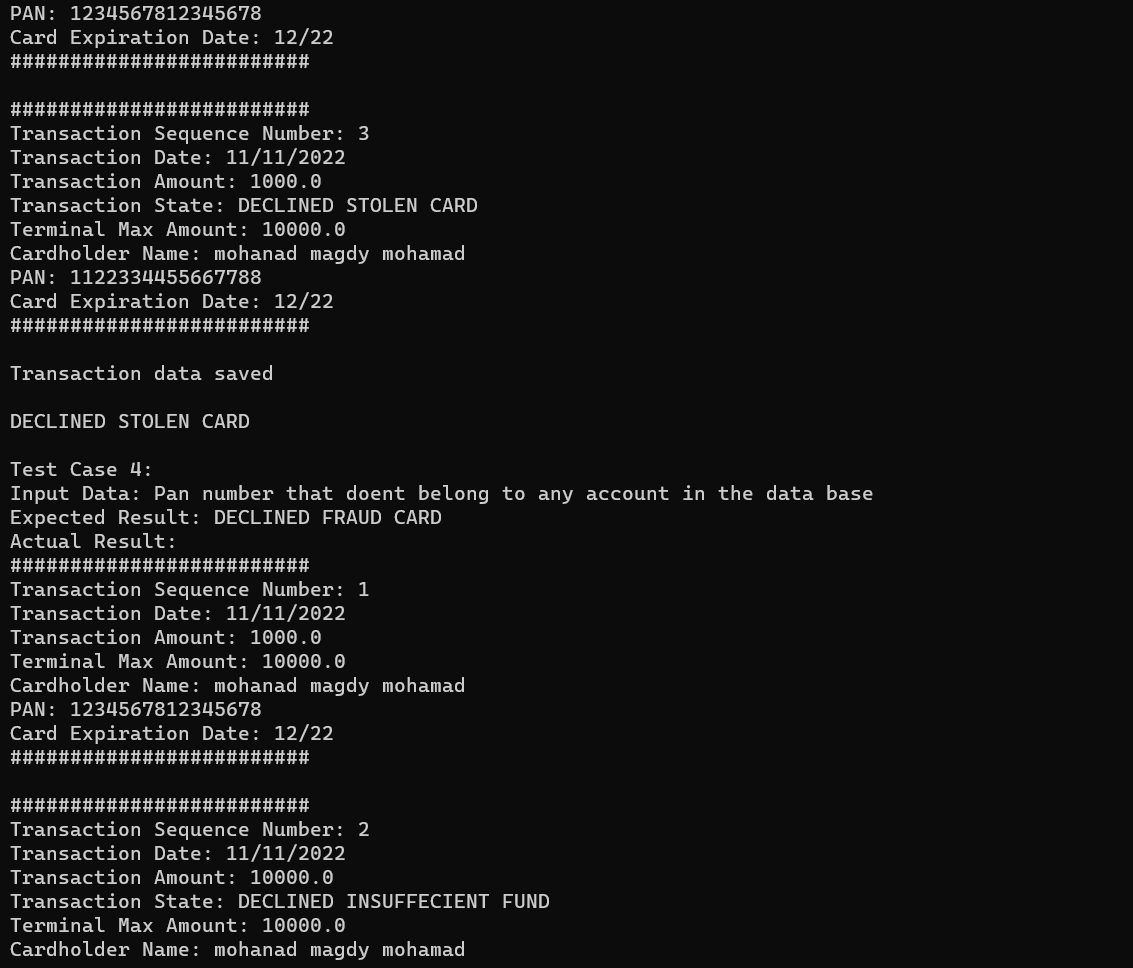 PAN: 1234567812345678
Card Expiration Date: 12/22
#########################
#########################
Transaction Sequence Number: 3
Transaction Date: 11/11/2022
Transaction Amount: 1000.0
Transaction State: DECLINED STOLEN CARD
Terminal Max Amount: 10000.0
Cardholder Name: mohanad magdy mohamad
PAN: 1122334455667788
Card Expiration Date: 12/22
#########################
Transaction data saved
DECLINED STOLEN CARD
Test Case 4:
Input Data: Pan number that doent belong to any account in the data base
Expected Result: DECLINED FRAUD CARD
Actual Result:
#########################
Transaction Sequence Number: 1
Transaction Date: 11/11/2022
Transaction Amount: 1000.0
Terminal Max Amount: 10000.0
Cardholder Name: mohanad magdy mohamad
PAN: 1234567812345678
Card Expiration Date: 12/22
#########################
#########################
Transaction Sequence Number: 2
Transaction Date: 11/11/2022
Transaction Amount: 10000.0
Transaction State: DECLINED INSUFFECIENT FUND
Terminal Max Amount: 10000.0
Cardholder Name: mohanad magdy mohamad